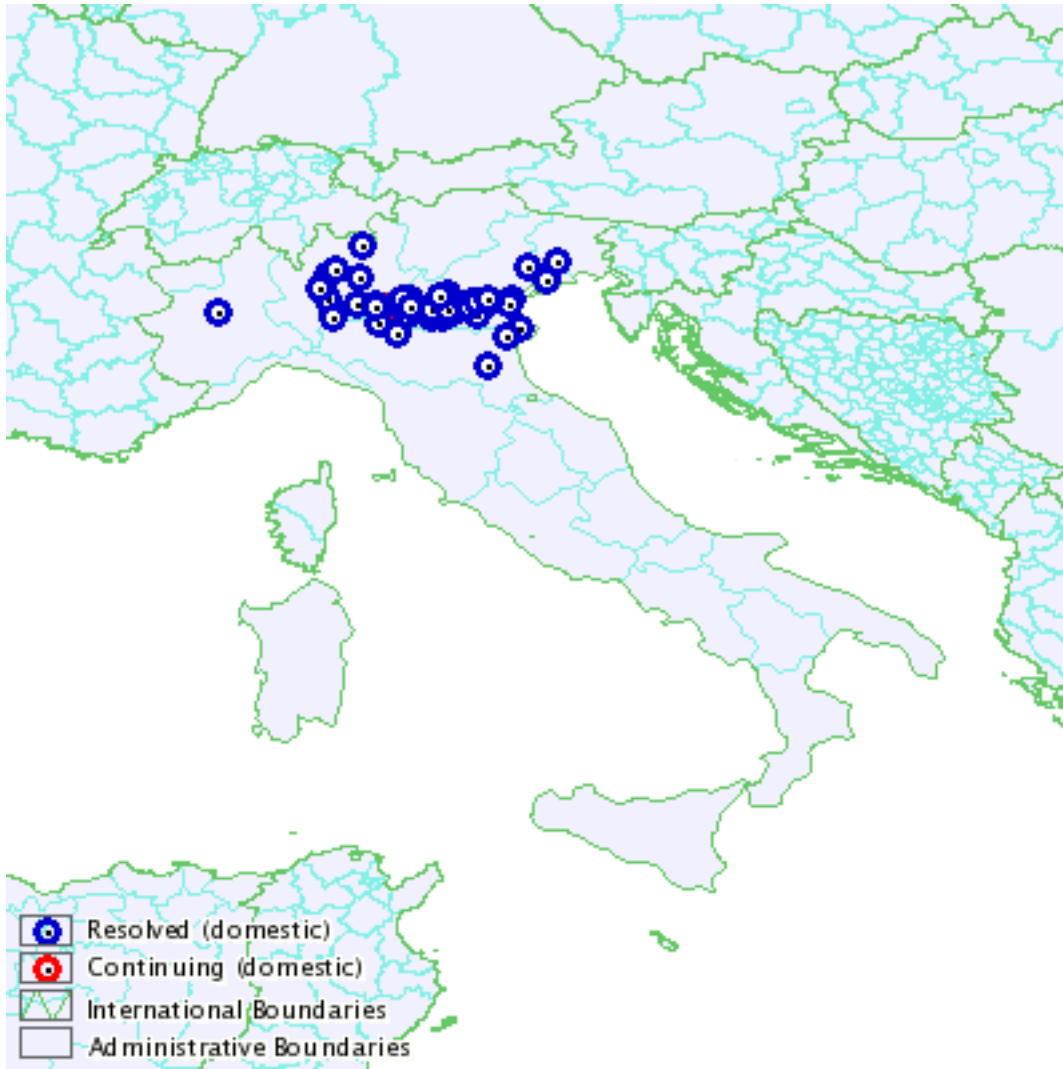 Resolved (domestic)
Continuing (domestic)
International Boundaries
Administrative Boundaries